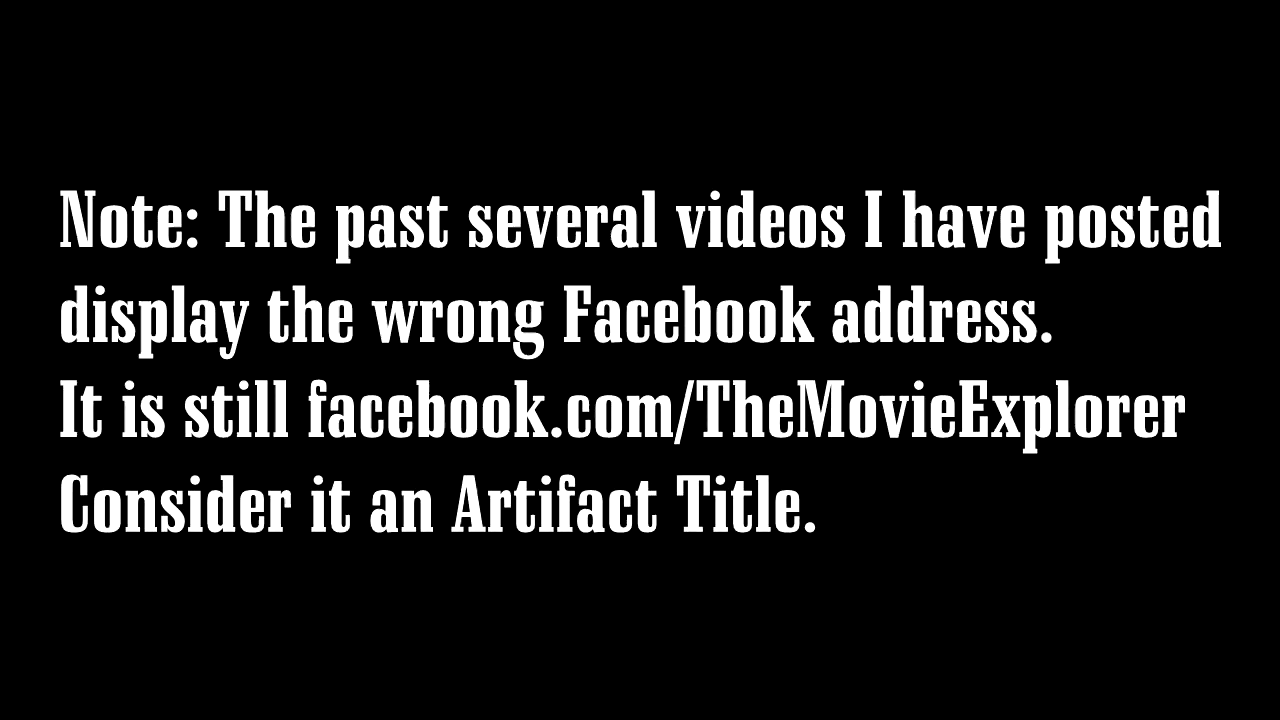 Note: The past several videos I have posted
display the wrong Facebook address.
It is still facebook.com/TheMovieExplorer
Consider it an Artifact Title.